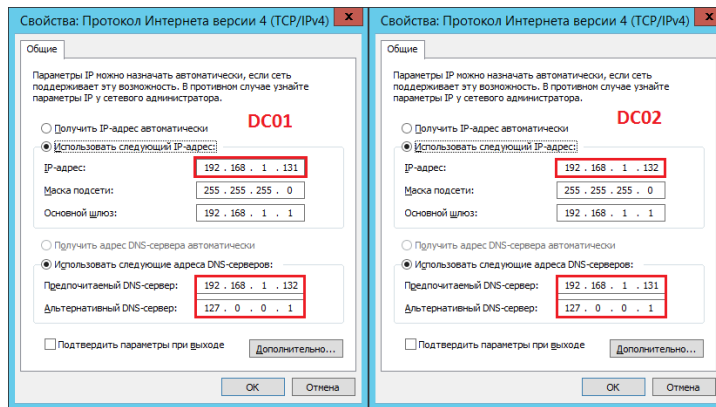 Свойства: Протокол Интернета версии 4 (TCP/IPv4)
x
Общие
Параметры IP можно назначать автоматически, если сеть
поддерживает эту возможность. В противном случае узнайте
параметры IP у сетевого администратора.
DC01
Получить IP-адрес автоматически
Использовать следующий IP-адрес:
IP-адрес: 192 . 168 . 1 . 131
Маска подсети: 255 . 255 . 255 . 0
Основной шлюз: 192 . 168 . 1 . 1
Получить адрес DNS-сервера автоматически
Использовать следующие адреса DNS-серверов:
Предпочитаемый DNS-сервер: 192 . 168 . 1 . 132
Альтернативный DNS-сервер: 127 . 0 . 0 . 1
Подтвердить параметры при выходе
Дополнительно...
OK Отмена
Свойства: Протокол Интернета версии 4 (TCP/IPv4)
x
Общие
Параметры IP можно назначать автоматически, если сеть
поддерживает эту возможность. В противном случае узнайте
параметры IP у сетевого администратора.
DC02
Получить IP-адрес автоматически
Использовать следующий IP-адрес:
IP-адрес: 192 . 168 . 1 . 132
Маска подсети: 255 . 255 . 255 . 0
Основной шлюз: 192 . 168 . 1 . 1
Получить адрес DNS-сервера автоматически
Использовать следующие адреса DNS-серверов:
Предпочитаемый DNS-сервер: 192 . 168 . 1 . 131
Альтернативный DNS-сервер: 127 . 0 . 0 . 1
Подтвердить параметры при выходе
Дополнительно...
OK Отмена